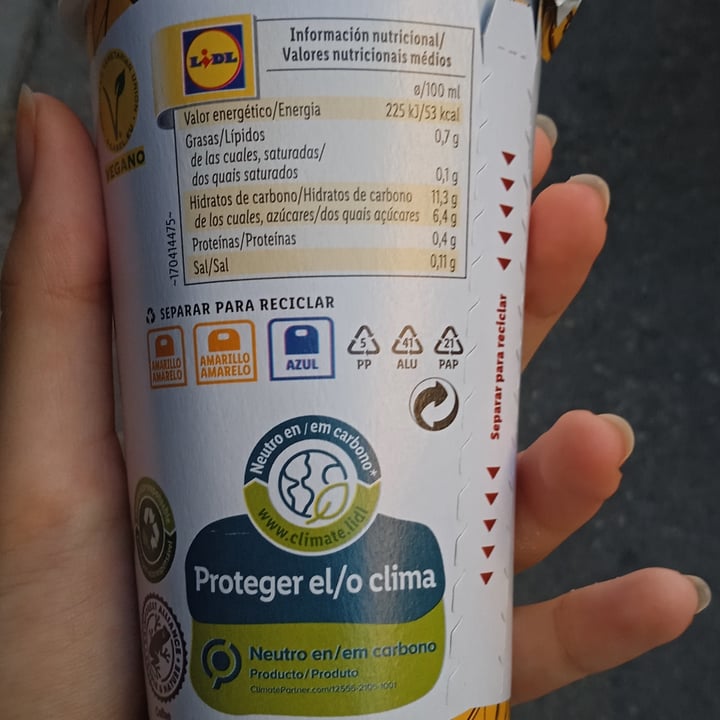 LIDL
Información nutricional/
Valores nutricionais médios
ø/100 ml
Valor energético/Energia 225 kJ/53 kcal
Grasas/Lípidos 0,7 g
de las cuales, saturadas/
dos quais saturados 0,1 g
Hidratos de carbono/Hidratos de carbono 11,3 g
de los cuales, azúcares/dos quais açúcares 6,4 g
Proteínas/Proteínas 0,4 g
Sal/Sal 0,11 g
VEGANO
~170414475~
SEPARAR PARA RECICLAR
AMARILLO
AMARELO
AMARILLO
AMARELO
AZUL
5
PP
41
ALU
21
PAP
Separar para reciclar
Neutro en/em carbono*
www.climate.lidl
Proteger el/o clima
Neutro en/em carbono
Producto/Produto
ClimatePartner.com/12556-2105-1001